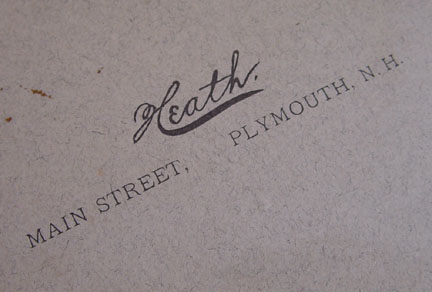 Heath.
MAIN STREET, PLYMOUTH, N. H.